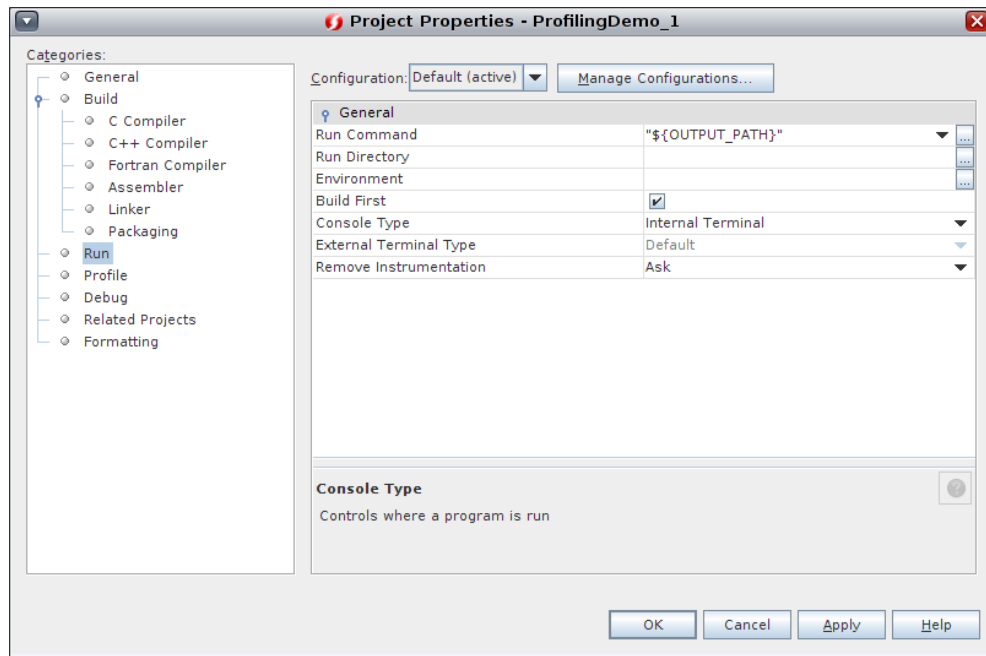 Project Properties - ProfilingDemo_1
Categories:
General
Build
C Compiler
C++ Compiler
Fortran Compiler
Assembler
Linker
Packaging
Run
Profile
Debug
Related Projects
Formatting
Configuration: Default (active) Manage Configurations...
General
Run Command "${OUTPUT_PATH}" ...
Run Directory ...
Environment ...
Build First
Console Type Internal Terminal
External Terminal Type Default
Remove Instrumentation Ask
Console Type
?
Controls where a program is run
OK Cancel Apply Help